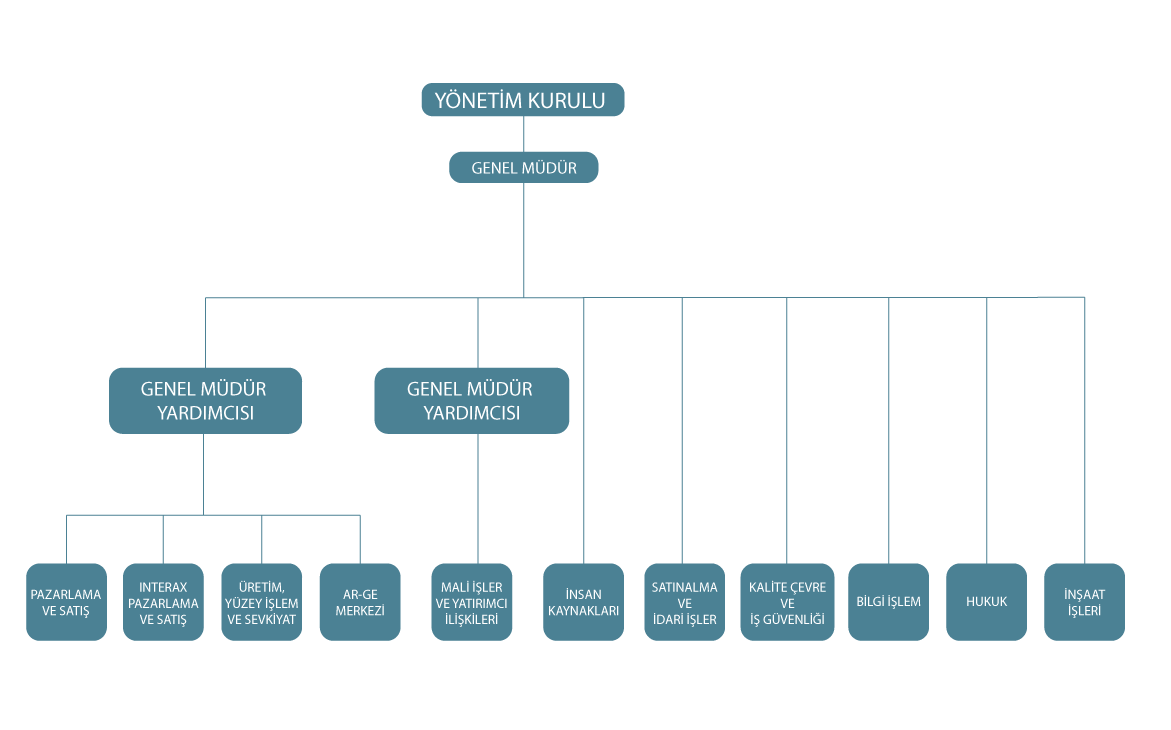 YÖNETİM KURULU
GENEL MÜDÜR
GENEL MÜDÜR
YARDIMCISI
GENEL MÜDÜR
YARDIMCISI
PAZARLAMA
VE SATIŞ
INTERAX
PAZARLAMA
VE SATIŞ
ÜRETİM,
YÜZEY İŞLEM
VE SEVKİYAT
AR-GE
MERKEZİ
MALİ İŞLER
VE YATIRIMCI
İLİŞKİLERİ
İNSAN
KAYNAKLARI
SATINALMA
VE
İDARİ İŞLER
KALİTE ÇEVRE
VE
İŞ GÜVENLİĞİ
BİLGİ İŞLEM
HUKUK
İNŞAAT
İŞLERİ